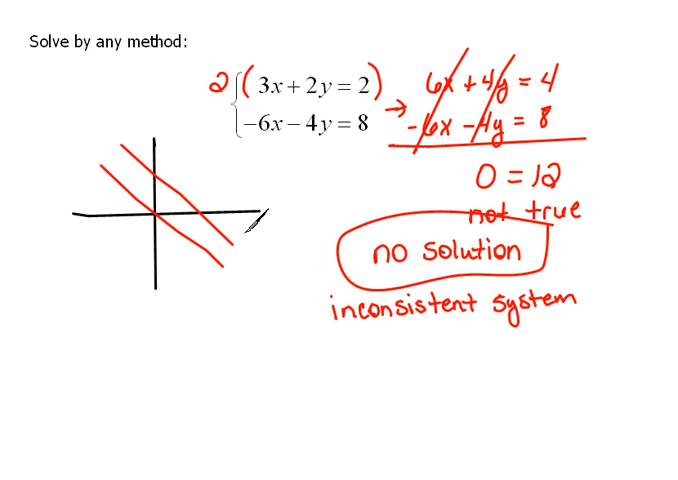 Solve by any method:
2 ( 3x + 2y = 2 )
-6x - 4y = 8
6x + 4y = 4
-6x - 4y = 8
0 = 12
not true
no solution
inconsistent system